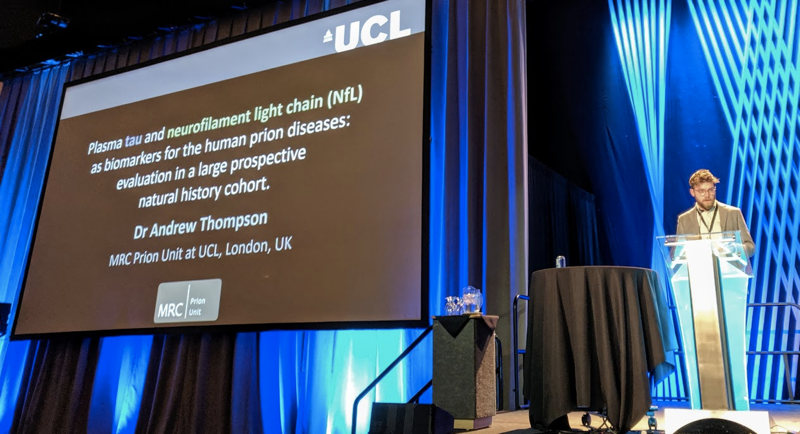 UCL
Plasma tau and neurofilament light chain (NfL)
as biomarkers for the human prion diseases:
evaluation in a large prospective
natural history cohort.
Dr Andrew Thompson
MRC Prion Unit at UCL, London, UK
MRC Prion
Unit